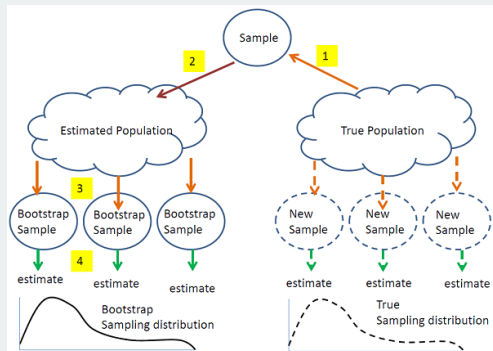 Sample
2
1
Estimated Population
True Population
3
Bootstrap
Sample
Bootstrap
Sample
Bootstrap
Sample
New
Sample
New
Sample
New
Sample
4
estimate
estimate
estimate
estimate
estimate
estimate
Bootstrap
Sampling distribution
True
Sampling distribution